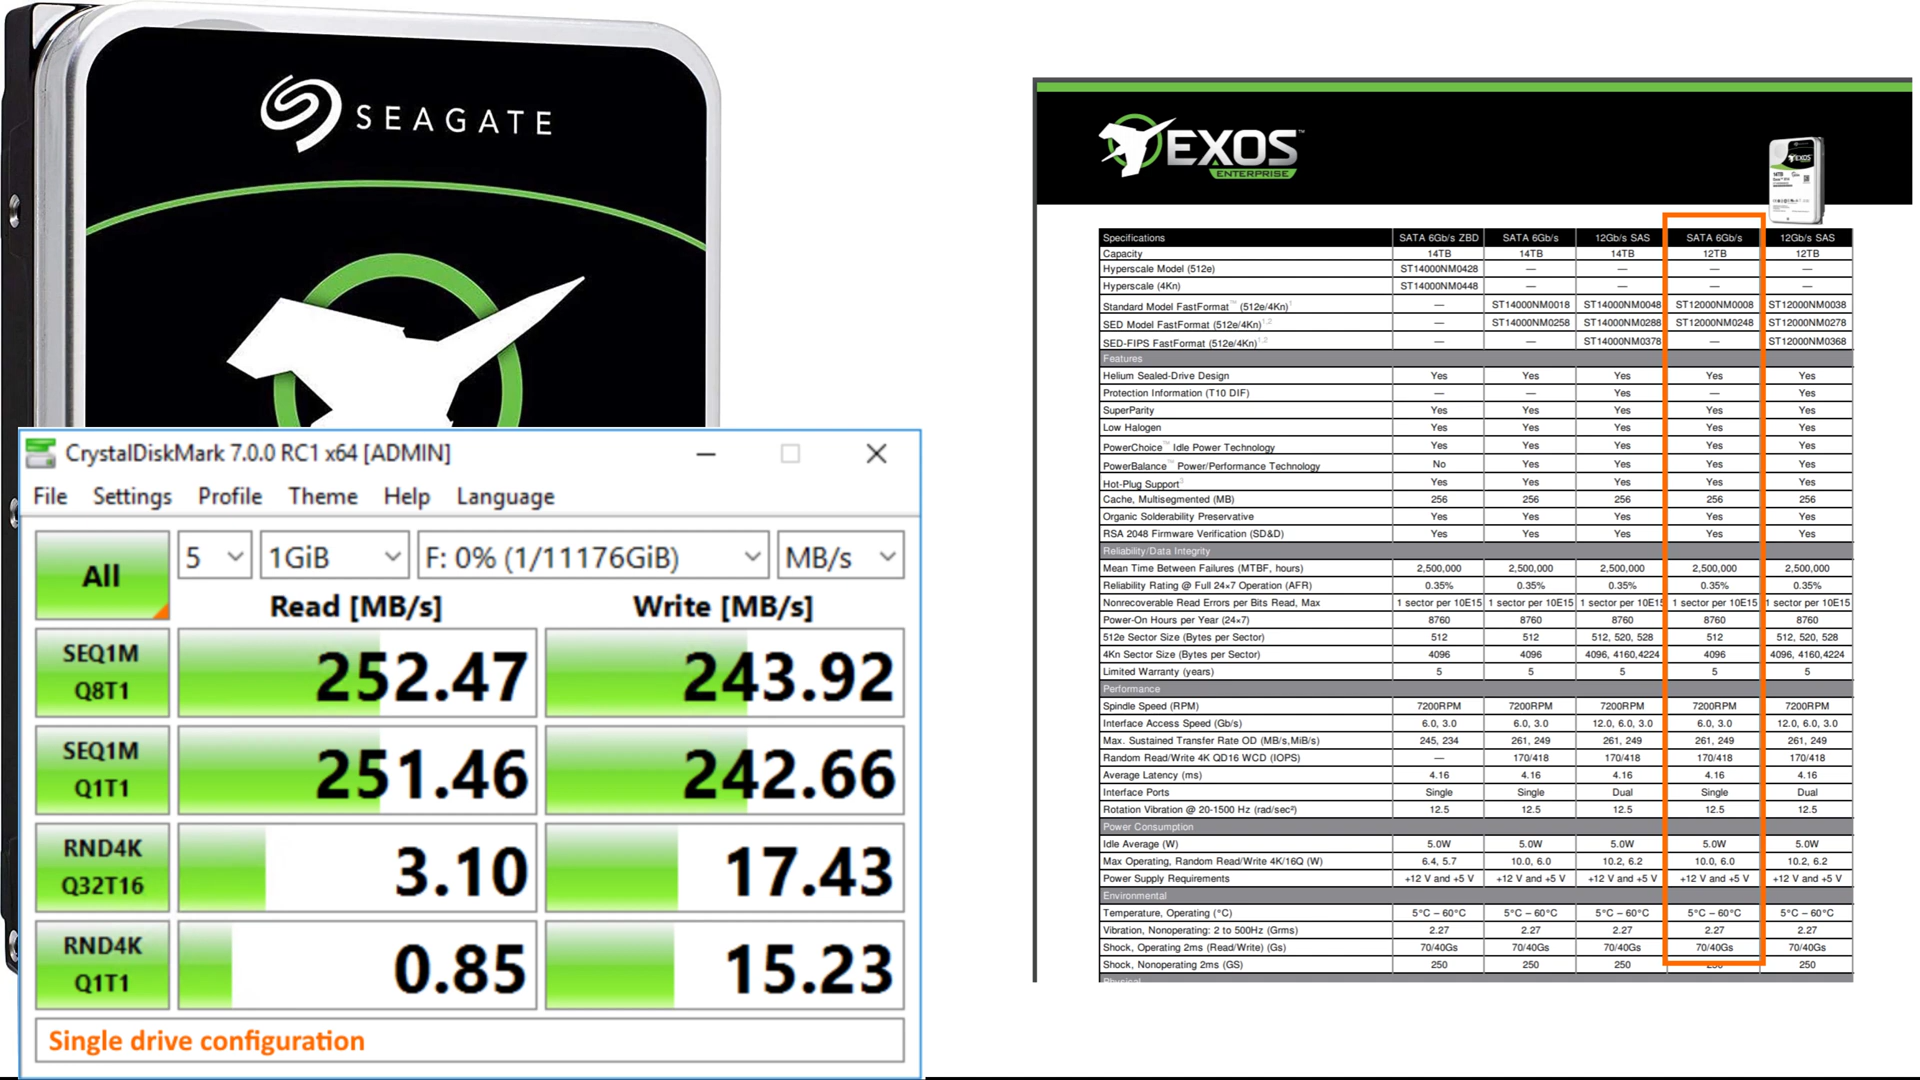 SEAGATE
CrystalDiskMark 7.0.0 RC1 x64 [ADMIN]
File Settings Profile Theme Help Language
All 5 1GiB F: 0% (1/11176GiB) MB/s
Read [MB/s] Write [MB/s]
SEQ1M Q8T1 252.47 243.92
SEQ1M Q1T1 251.46 242.66
RND4K Q32T16 3.10 17.43
RND4K Q1T1 0.85 15.23
Single drive configuration
EXOS™
ENTERPRISE
EXOS
14TB
Specifications SATA 6Gb/s ZBD SATA 6Gb/s 12Gb/s SAS SATA 6Gb/s 12Gb/s SAS
Capacity 14TB 14TB 14TB 12TB 12TB
Hyperscale Model (512e) ST14000NM0428 — — — —
Hyperscale (4Kn) ST14000NM0448 — — — —
Standard Model FastFormat™ (512e/4Kn)1 — ST14000NM0018 ST14000NM0048 ST12000NM0008 ST12000NM0038
SED Model FastFormat (512e/4Kn)1,2 — ST14000NM0258 ST14000NM0288 ST12000NM0248 ST12000NM0278
SED-FIPS FastFormat (512e/4Kn)1,2 — — ST14000NM0378 — ST12000NM0368
Features
Helium Sealed-Drive Design Yes Yes Yes Yes Yes
Protection Information (T10 DIF) — — Yes — Yes
SuperParity Yes Yes Yes Yes Yes
Low Halogen Yes Yes Yes Yes Yes
PowerChoice™ Idle Power Technology Yes Yes Yes Yes Yes
PowerBalance™ Power/Performance Technology No Yes Yes Yes Yes
Hot-Plug Support3 Yes Yes Yes Yes Yes
Cache, Multisegmented (MB) 256 256 256 256 256
Organic Solderability Preservative Yes Yes Yes Yes Yes
RSA 2048 Firmware Verification (SD&D) Yes Yes Yes Yes Yes
Reliability/Data Integrity
Mean Time Between Failures (MTBF, hours) 2,500,000 2,500,000 2,500,000 2,500,000 2,500,000
Reliability Rating @ Full 24×7 Operation (AFR) 0.35% 0.35% 0.35% 0.35% 0.35%
Nonrecoverable Read Errors per Bits Read, Max 1 sector per 10E15 1 sector per 10E15 1 sector per 10E15 1 sector per 10E15 1 sector per 10E15
Power-On Hours per Year (24×7) 8760 8760 8760 8760 8760
512e Sector Size (Bytes per Sector) 512 512 512, 520, 528 512 512, 520, 528
4Kn Sector Size (Bytes per Sector) 4096 4096 4096, 4160,4224 4096 4096, 4160,4224
Limited Warranty (years) 5 5 5 5 5
Performance
Spindle Speed (RPM) 7200RPM 7200RPM 7200RPM 7200RPM 7200RPM
Interface Access Speed (Gb/s) 6.0, 3.0 6.0, 3.0 12.0, 6.0, 3.0 6.0, 3.0 12.0, 6.0, 3.0
Max. Sustained Transfer Rate OD (MB/s,MiB/s) 245, 234 261, 249 261, 249 261, 249 261, 249
Random Read/Write 4K QD16 WCD (IOPS) — 170/418 170/418 170/418 170/418
Average Latency (ms) 4.16 4.16 4.16 4.16 4.16
Interface Ports Single Single Dual Single Dual
Rotation Vibration @ 20-1500 Hz (rad/sec²) 12.5 12.5 12.5 12.5 12.5
Power Consumption
Idle Average (W) 5.0W 5.0W 5.0W 5.0W 5.0W
Max Operating, Random Read/Write 4K/16Q (W) 6.4, 5.7 10.0, 6.0 10.2, 6.2 10.0, 6.0 10.2, 6.2
Power Supply Requirements +12 V and +5 V +12 V and +5 V +12 V and +5 V +12 V and +5 V +12 V and +5 V
Environmental
Temperature, Operating (°C) 5°C – 60°C 5°C – 60°C 5°C – 60°C 5°C – 60°C 5°C – 60°C
Vibration, Nonoperating: 2 to 500Hz (Grms) 2.27 2.27 2.27 2.27 2.27
Shock, Operating 2ms (Read/Write) (Gs) 70/40Gs 70/40Gs 70/40Gs 70/40Gs 70/40Gs
Shock, Nonoperating 2ms (GS) 250 250 250 250 250
Physical